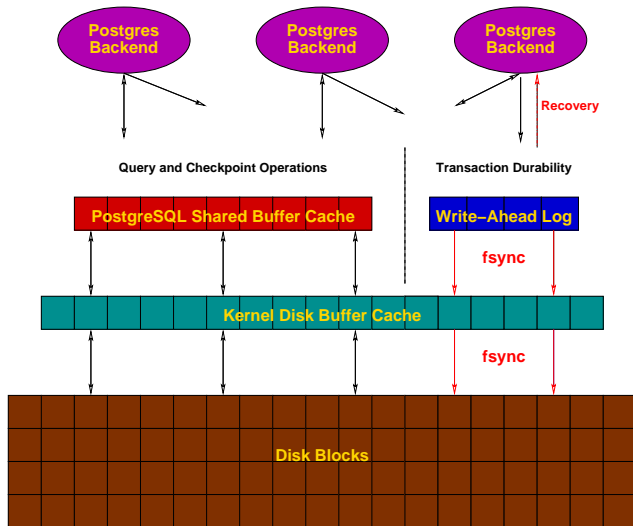 Postgres
Backend
Postgres
Backend
Postgres
Backend
Recovery
Query and Checkpoint Operations
Transaction Durability
PostgreSQL Shared Buffer Cache
Write−Ahead Log
fsync
Kernel Disk Buffer Cache
fsync
Disk Blocks